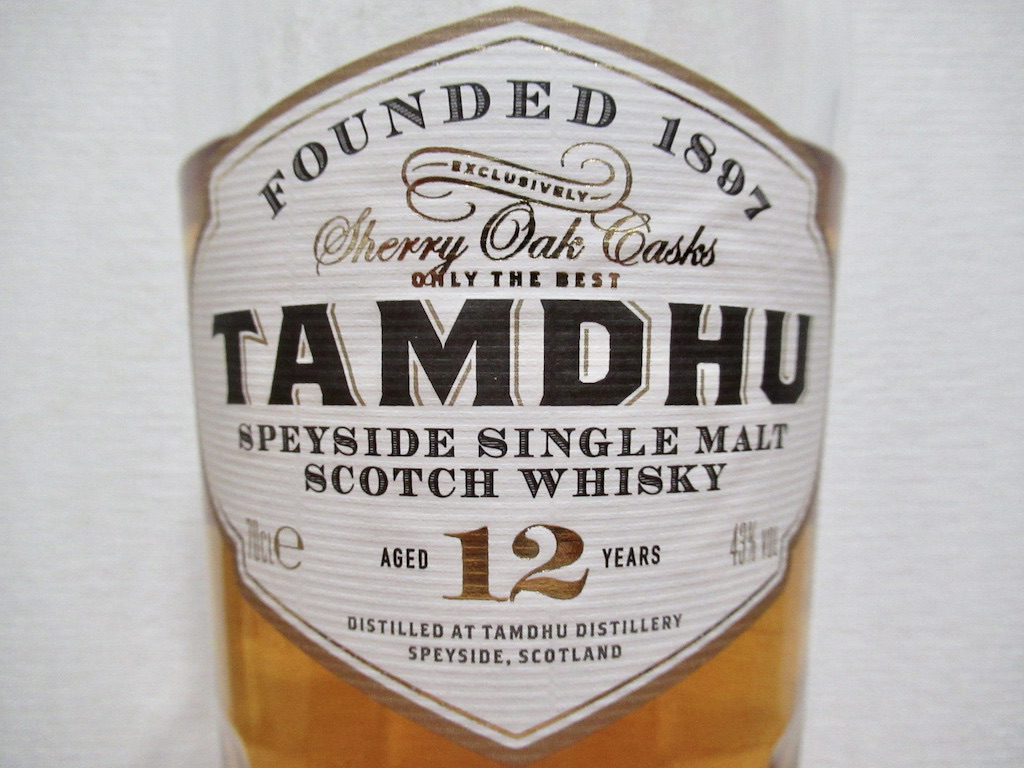 FOUNDED 1897
EXCLUSIVELY
Sherry Oak Casks
ONLY THE BEST
TAMDHU
SPEYSIDE SINGLE MALT
SCOTCH WHISKY
70cl e
AGED 12 YEARS
43% VOL
DISTILLED AT TAMDHU DISTILLERY
SPEYSIDE, SCOTLAND